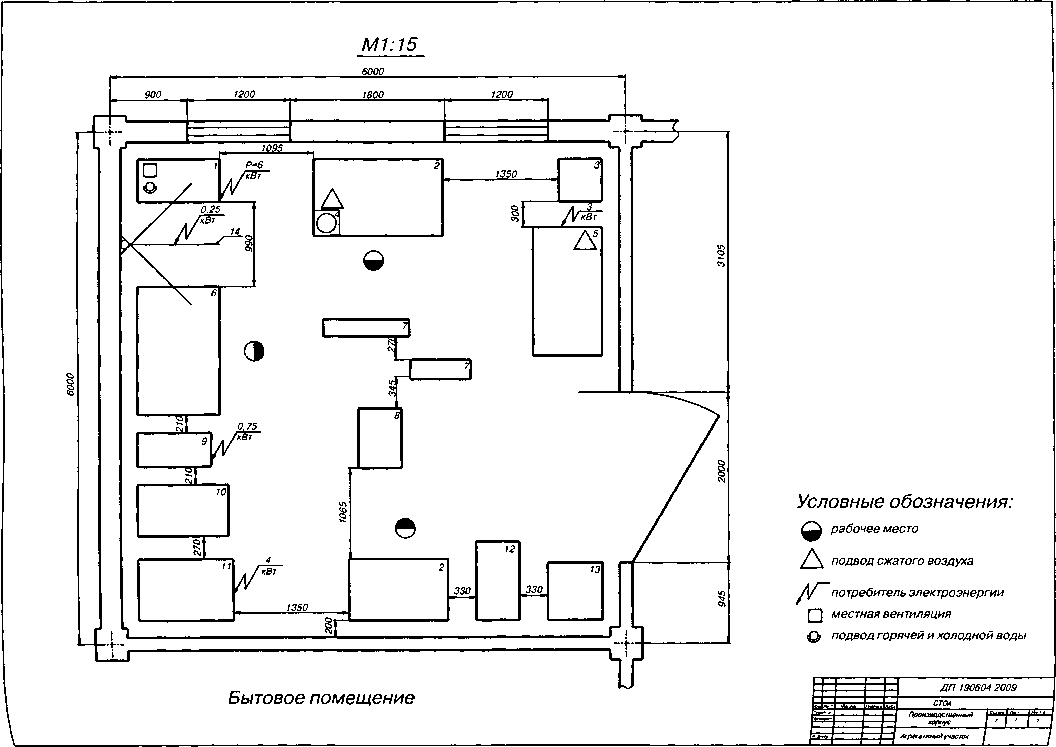 М1:15
6000
900 1200 1800 1200
1095
1 P=6 кВт 2 1350 3
0,25 кВт
300 3 кВт
14
990
5
3105
6
7
270
7
6000
345
210
0,75 кВт
8
9
210
2000
10
1065
270
12
11 4 кВт 2 13
1350 330 330
945
200
Условные обозначения:
рабочее место
подвод сжатого воздуха
потребитель электроэнергии
местная вентиляция
подвод горячей и холодной воды
Бытовое помещение
ДП 190604 2009
СТОА
Производственный
корпус
Агрегатный участок